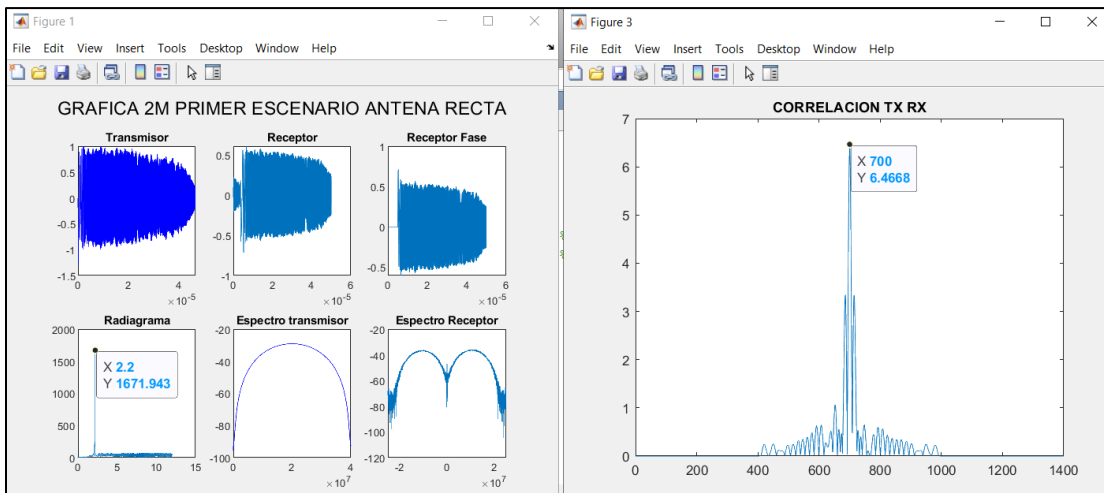 Figure 1
File Edit View Insert Tools Desktop Window Help
GRAFICA 2M PRIMER ESCENARIO ANTENA RECTA
Transmisor
1
0.5
0
-0.5
-1
-1.5
0 2 4
×10^-5
Receptor
0.5
0
-0.5
-1
0 2 4 6
×10^-5
Receptor Fase
1
0.5
0
-0.5
0 2 4 6
×10^-5
Radiagrama
2000
1500
1000
500
0
0 5 10 15
X 2.2
Y 1671.943
Espectro transmisor
-20
-40
-60
-80
-100
0 2 4
×10^7
Espectro Receptor
-20
-40
-60
-80
-100
-120
-2 0 2
×10^7
Figure 3
File Edit View Insert Tools Desktop Window Help
CORRELACION TX RX
7
6
5
4
3
2
1
0
0 200 400 600 800 1000 1200 1400
X 700
Y 6.4668